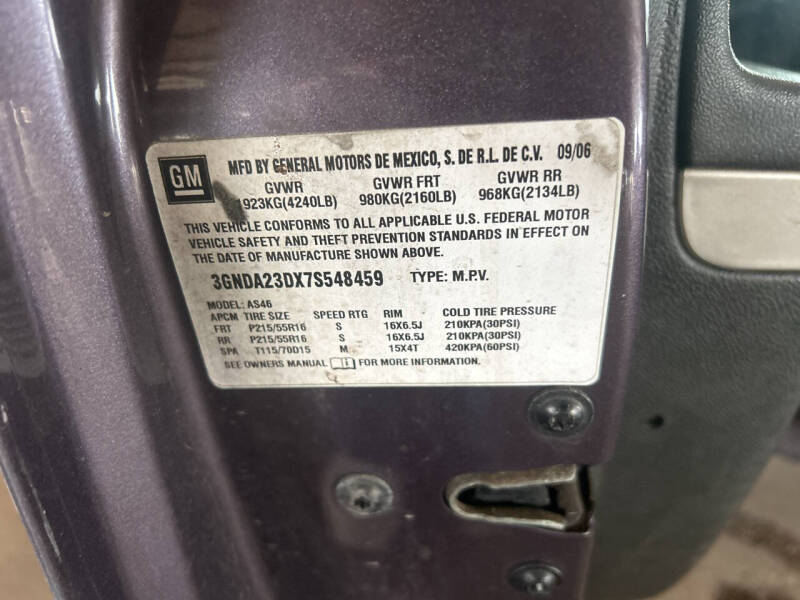 GM
MFD BY GENERAL MOTORS DE MEXICO, S. DE R.L. DE C.V. 09/06
GVWR GVWR FRT GVWR RR
1923KG(4240LB) 980KG(2160LB) 968KG(2134LB)
THIS VEHICLE CONFORMS TO ALL APPLICABLE U.S. FEDERAL MOTOR
VEHICLE SAFETY AND THEFT PREVENTION STANDARDS IN EFFECT ON
THE DATE OF MANUFACTURE SHOWN ABOVE.
3GNDA23DX7S548459 TYPE: M.P.V.
MODEL: AS46
APCM TIRE SIZE SPEED RTG RIM COLD TIRE PRESSURE
FRT P215/55R16 S 16X6.5J 210KPA(30PSI)
RR P215/55R16 S 16X6.5J 210KPA(30PSI)
SPA T115/70D15 M 15X4T 420KPA(60PSI)
SEE OWNERS MANUAL i FOR MORE INFORMATION.